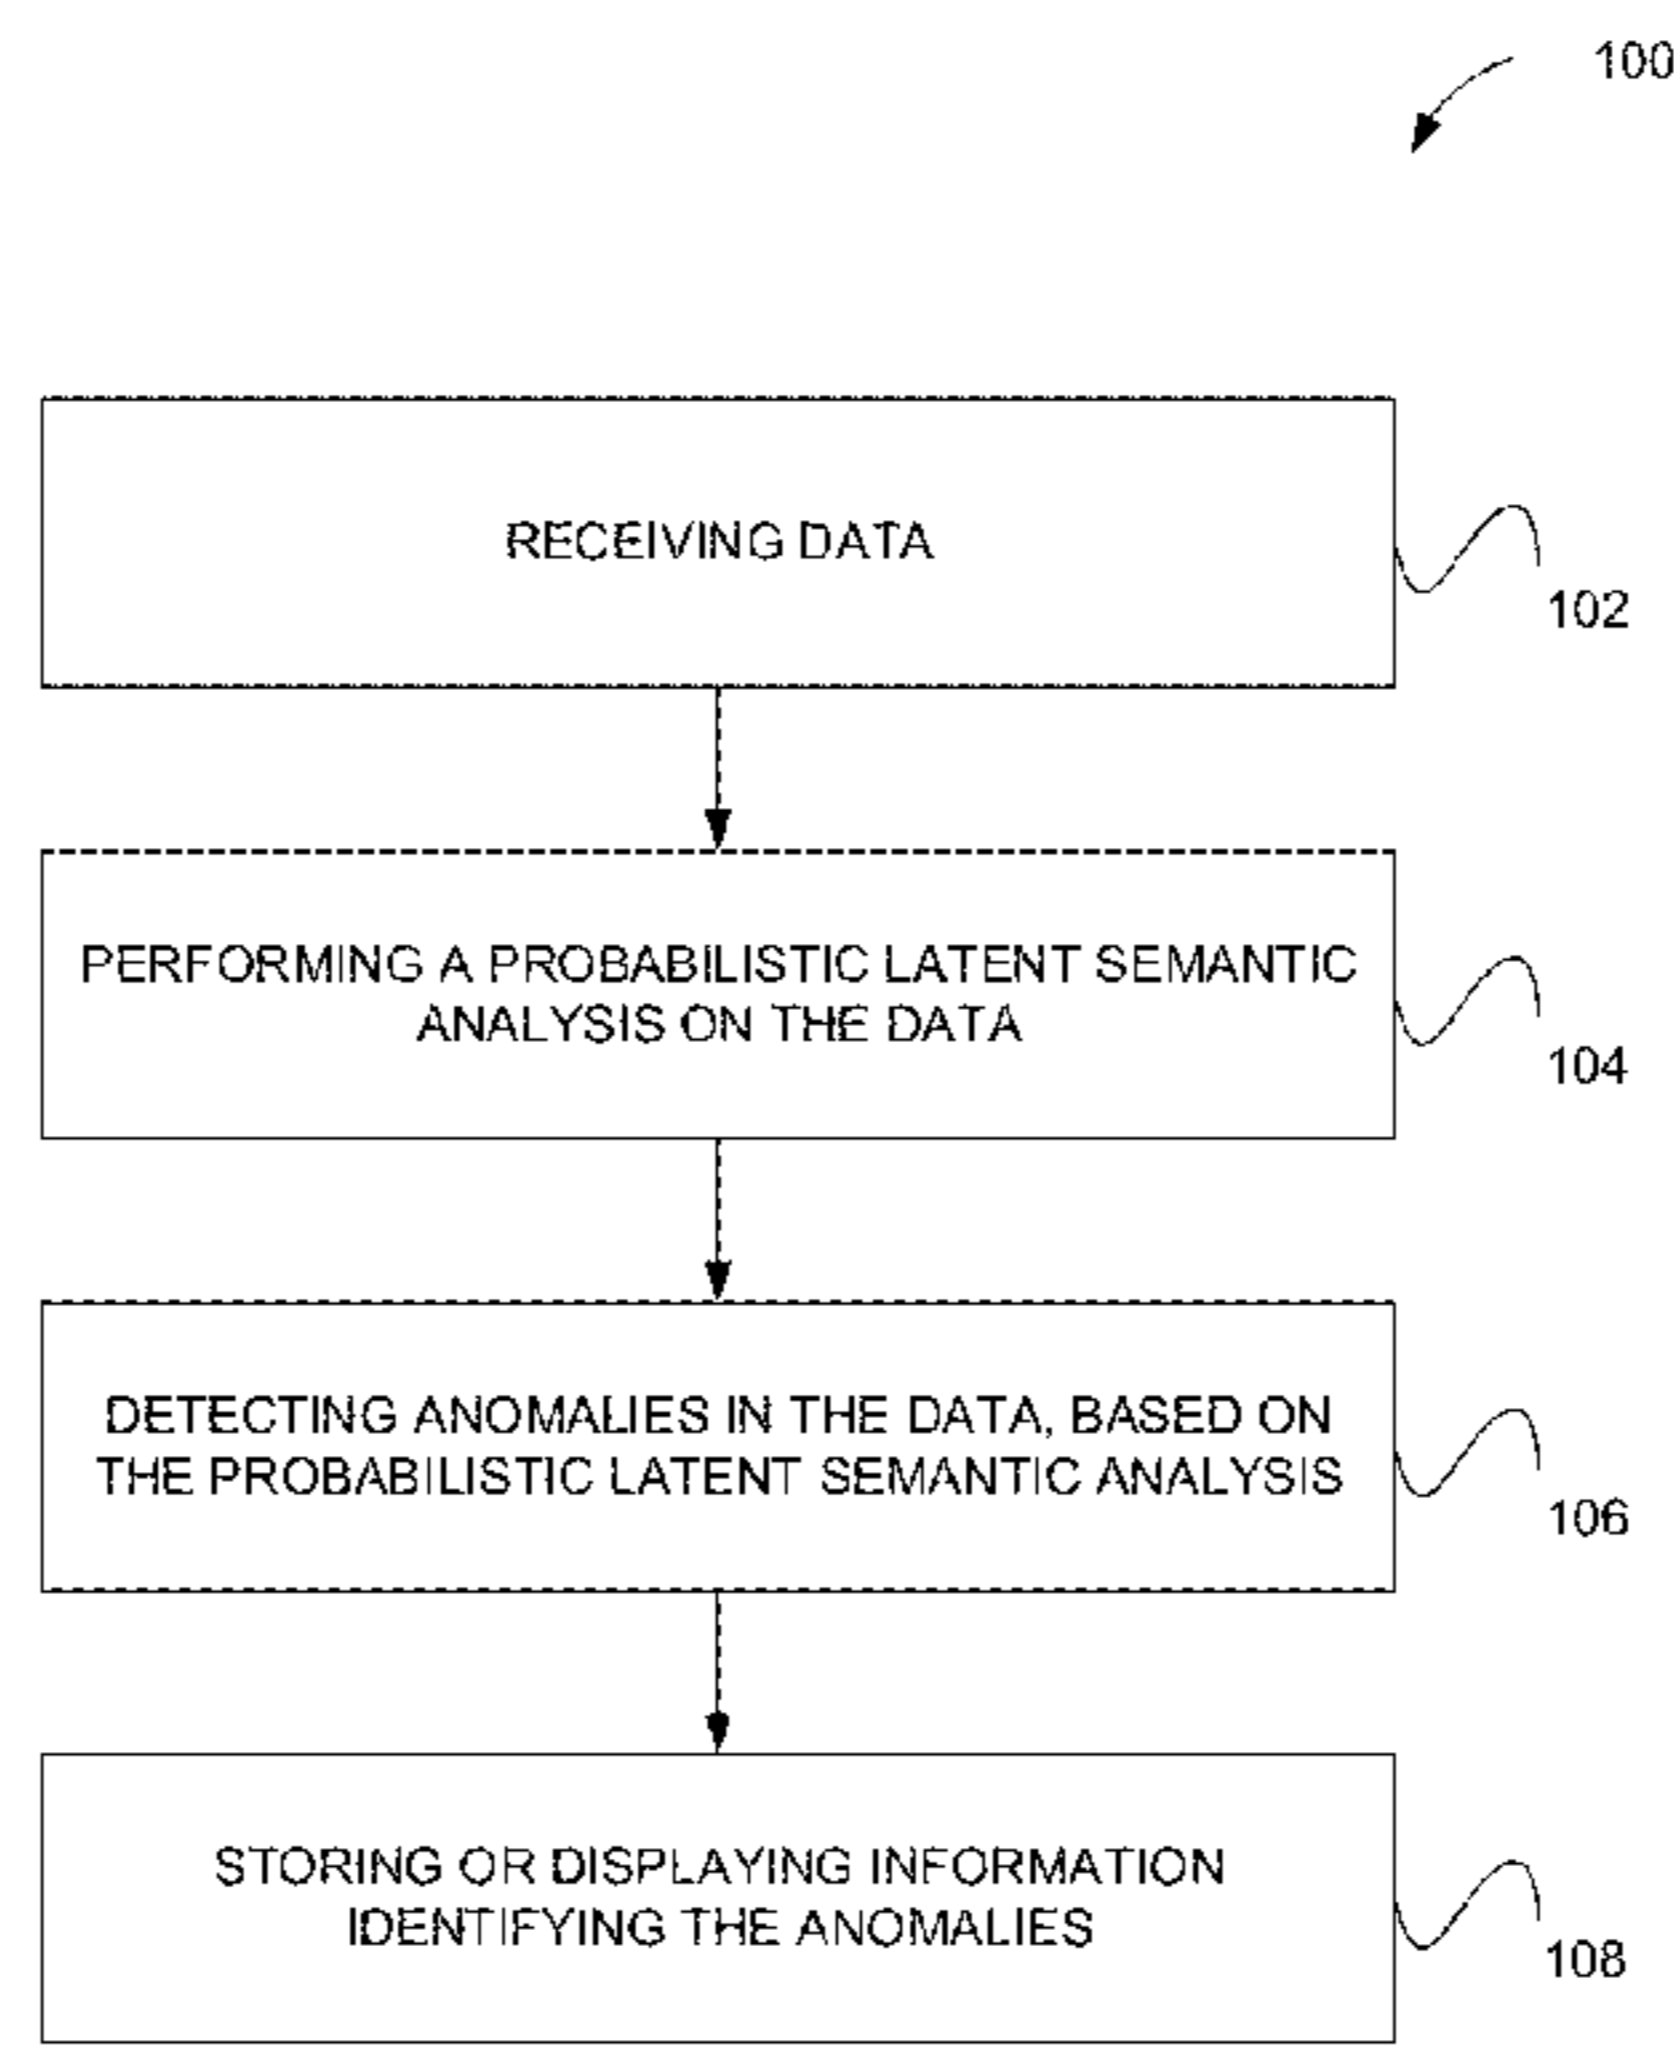 100
RECEIVING DATA
102
PERFORMING A PROBABILISTIC LATENT SEMANTIC
ANALYSIS ON THE DATA
104
DETECTING ANOMALIES IN THE DATA, BASED ON
THE PROBABILISTIC LATENT SEMANTIC ANALYSIS
106
STORING OR DISPLAYING INFORMATION
IDENTIFYING THE ANOMALIES
108